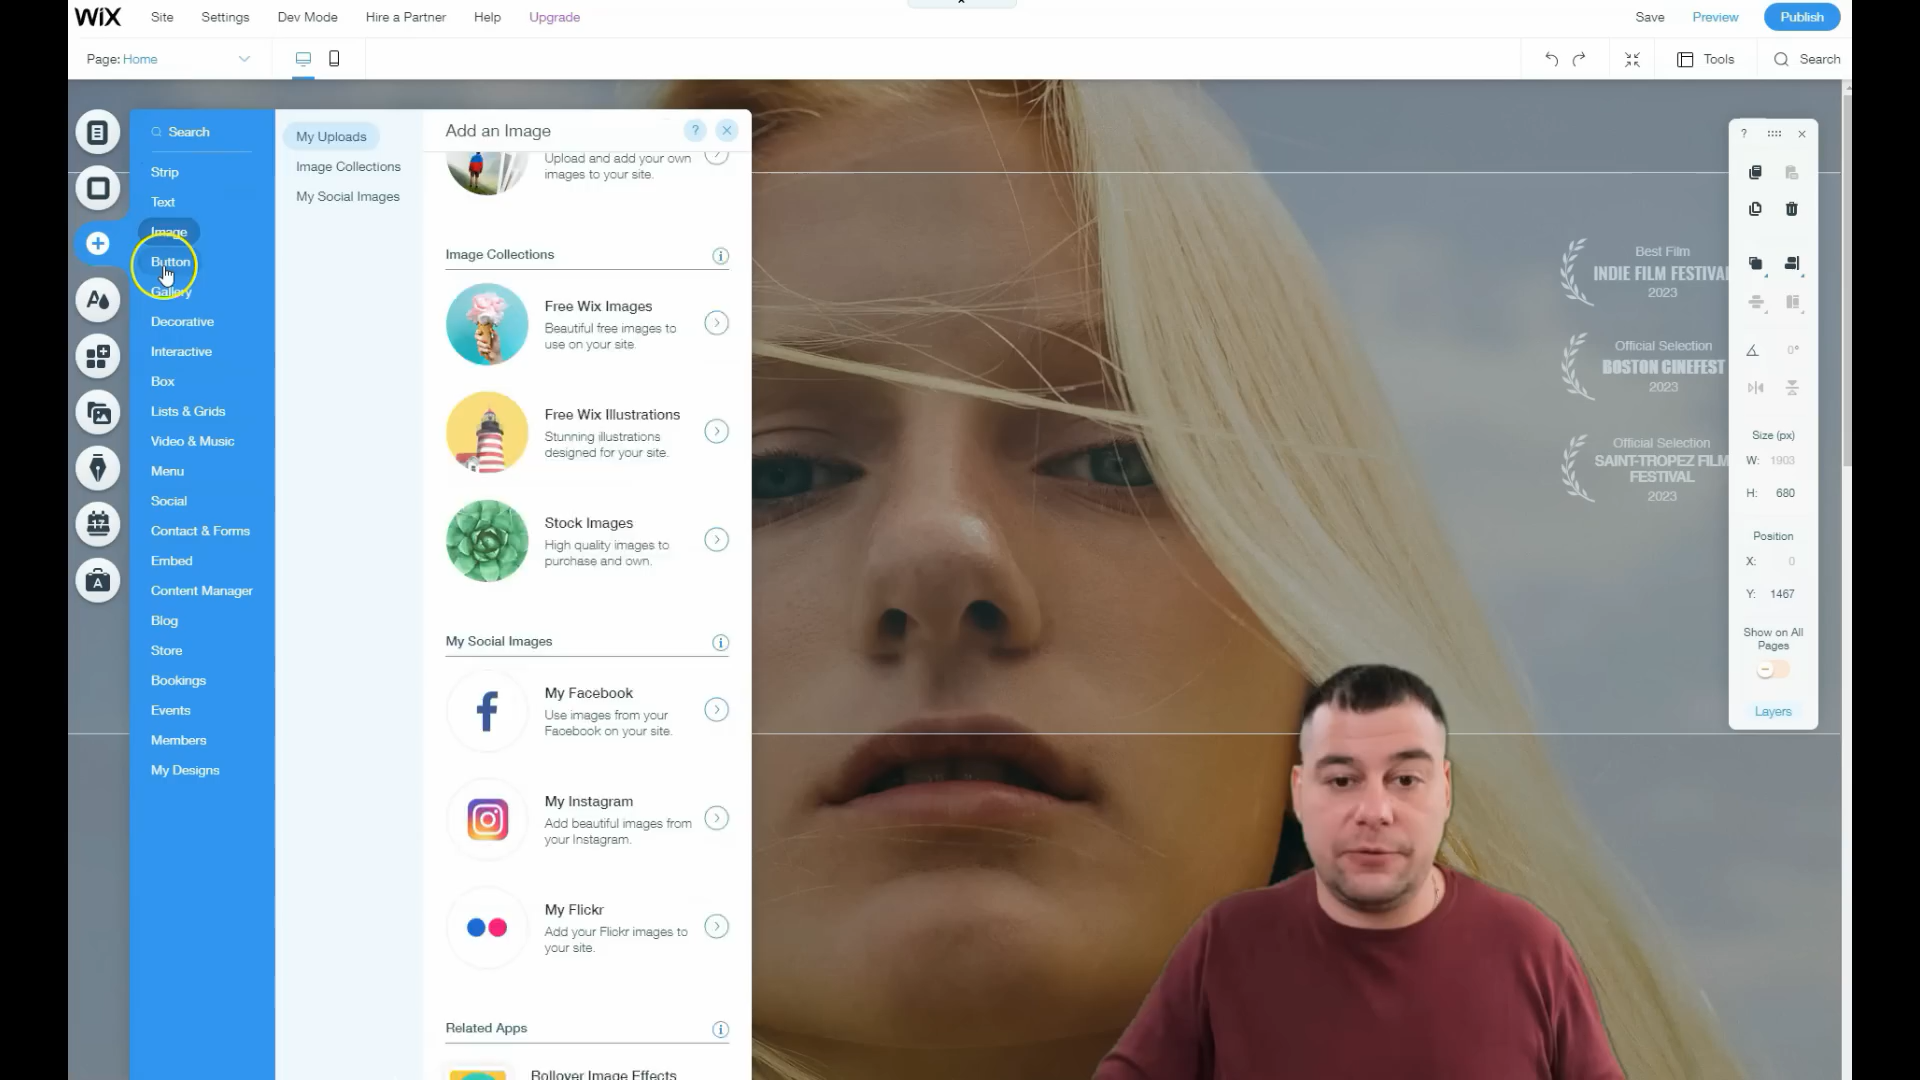 WiX
Site
Settings
Dev Mode
Hire a Partner
Help
Upgrade
Save
Preview
Publish
Page: Home
Tools
Search
Search
Strip
Text
Image
Button
Gallery
Decorative
Interactive
Box
Lists & Grids
Video & Music
Menu
Social
Contact & Forms
Embed
Content Manager
Blog
Store
Bookings
Events
Members
My Designs
My Uploads
Image Collections
My Social Images
Add an Image
?
Upload and add your own
images to your site.
Image Collections
Free Wix Images
Beautiful free images to
use on your site.
Free Wix Illustrations
Stunning illustrations
designed for your site.
Stock Images
High quality images to
purchase and own.
My Social Images
My Facebook
Use images from your
Facebook on your site.
My Instagram
Add beautiful images from
your Instagram.
My Flickr
Add your Flickr images to
your site.
Related Apps
Rollover Image Effects
Best Film
INDIE FILM FESTIVAL
2023
Official Selection
BOSTON CINEFEST
2023
Official Selection
SAINT-TROPEZ FILM
FESTIVAL
2023
?
0°
Size (px)
W: 1903
H: 680
Position
X: 0
Y: 1467
Show on All
Pages
Layers
17
A